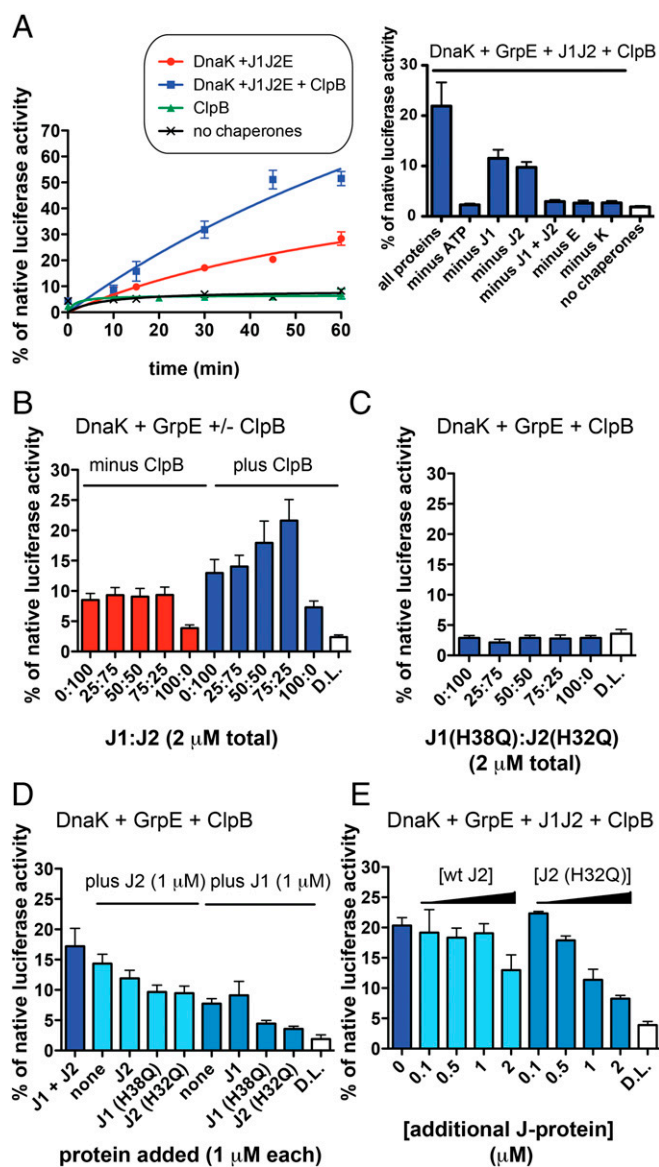 A
DnaK +J1J2E
DnaK +J1J2E + ClpB
ClpB
no chaperones
% of native luciferase activity
70
60
50
40
30
20
10
0
0 10 20 30 40 50 60
time (min)
DnaK + GrpE + J1J2 + ClpB
% of native luciferase activity
30
20
10
0
all proteins
minus ATP
minus J1
minus J2
minus J1 + J2
minus E
minus K
no chaperones
B
DnaK + GrpE +/- ClpB
minus ClpB plus ClpB
% of native luciferase activity
30
25
20
15
10
5
0
0:100
25:75
50:50
75:25
100:0
0:100
25:75
50:50
75:25
100:0
D.L.
J1:J2 (2 μM total)
C
DnaK + GrpE + ClpB
% of native luciferase activity
30
25
20
15
10
5
0
0:100
25:75
50:50
75:25
100:0
D.L.
J1(H38Q):J2(H32Q)
(2 μM total)
D
DnaK + GrpE + ClpB
plus J2 (1 μM) plus J1 (1 μM)
% of native luciferase activity
30
25
20
15
10
5
0
J1 + J2
none
J2
J1 (H38Q)
J2 (H32Q)
none
J1
J1 (H38Q)
J2 (H32Q)
D.L.
protein added (1 μM each)
E
DnaK + GrpE + J1J2 + ClpB
[wt J2] [J2 (H32Q)]
% of native luciferase activity
30
25
20
15
10
5
0
0
0.1
0.5
1
2
0.1
0.5
1
2
D.L.
[additional J-protein]
(μM)